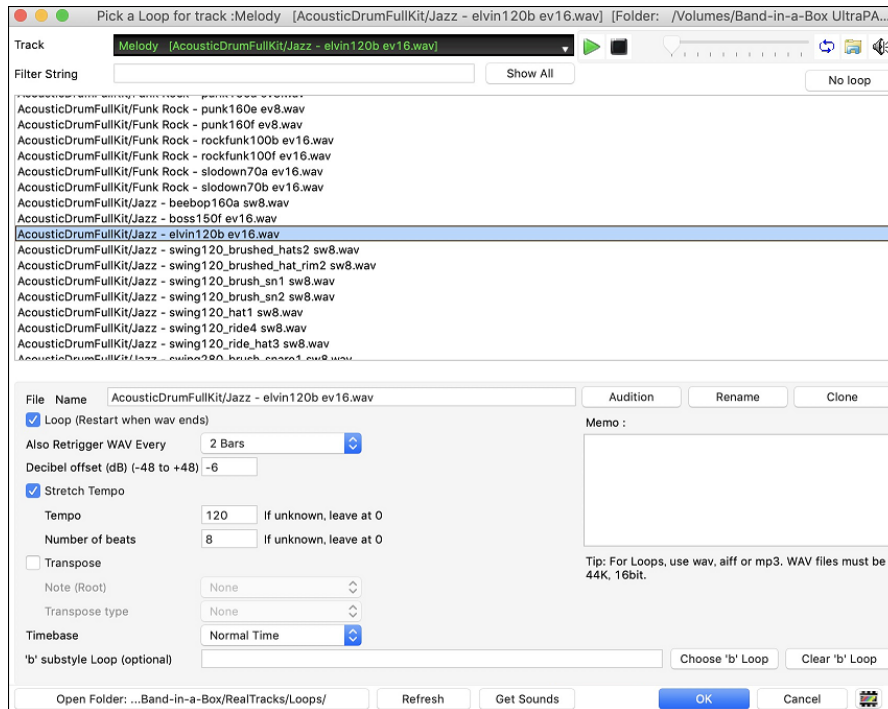 Pick a Loop for track :Melody   [AcousticDrumFullKit/Jazz - elvin120b ev16.wav]  [Folder:   /Volumes/Band-in-a-Box UltraPA...
Track
Melody   [AcousticDrumFullKit/Jazz - elvin120b ev16.wav]
Filter String
Show All
No loop
AcousticDrumFullKit/Funk Rock - punk160e ev8.wav
AcousticDrumFullKit/Funk Rock - punk160f ev8.wav
AcousticDrumFullKit/Funk Rock - rockfunk100b ev16.wav
AcousticDrumFullKit/Funk Rock - rockfunk100f ev16.wav
AcousticDrumFullKit/Funk Rock - slodown70a ev16.wav
AcousticDrumFullKit/Funk Rock - slodown70b ev16.wav
AcousticDrumFullKit/Jazz - beebop160a sw8.wav
AcousticDrumFullKit/Jazz - boss150f ev16.wav
AcousticDrumFullKit/Jazz - elvin120b ev16.wav
AcousticDrumFullKit/Jazz - swing120_brushed_hats2 sw8.wav
AcousticDrumFullKit/Jazz - swing120_brushed_hat_rim2 sw8.wav
AcousticDrumFullKit/Jazz - swing120_brush_sn1 sw8.wav
AcousticDrumFullKit/Jazz - swing120_brush_sn2 sw8.wav
AcousticDrumFullKit/Jazz - swing120_hat1 sw8.wav
AcousticDrumFullKit/Jazz - swing120_ride4 sw8.wav
AcousticDrumFullKit/Jazz - swing120_ride_hat3 sw8.wav
AcousticDrumFullKit/Jazz - swing280_brush_snare1 sw8.wav
File Name
AcousticDrumFullKit/Jazz - elvin120b ev16.wav
Audition
Rename
Clone
Loop (Restart when wav ends)
Memo :
Also Retrigger WAV Every
2 Bars
Decibel offset (dB) (-48 to +48)
-6
Stretch Tempo
Tempo
120
If unknown, leave at 0
Number of beats
8
If unknown, leave at 0
Transpose
Tip: For Loops, use wav, aiff or mp3. WAV files must be
44K, 16bit.
Note (Root)
None
Transpose type
None
Timebase
Normal Time
'b' substyle Loop (optional)
Choose 'b' Loop
Clear 'b' Loop
Open Folder: ...Band-in-a-Box/RealTracks/Loops/
Refresh
Get Sounds
OK
Cancel